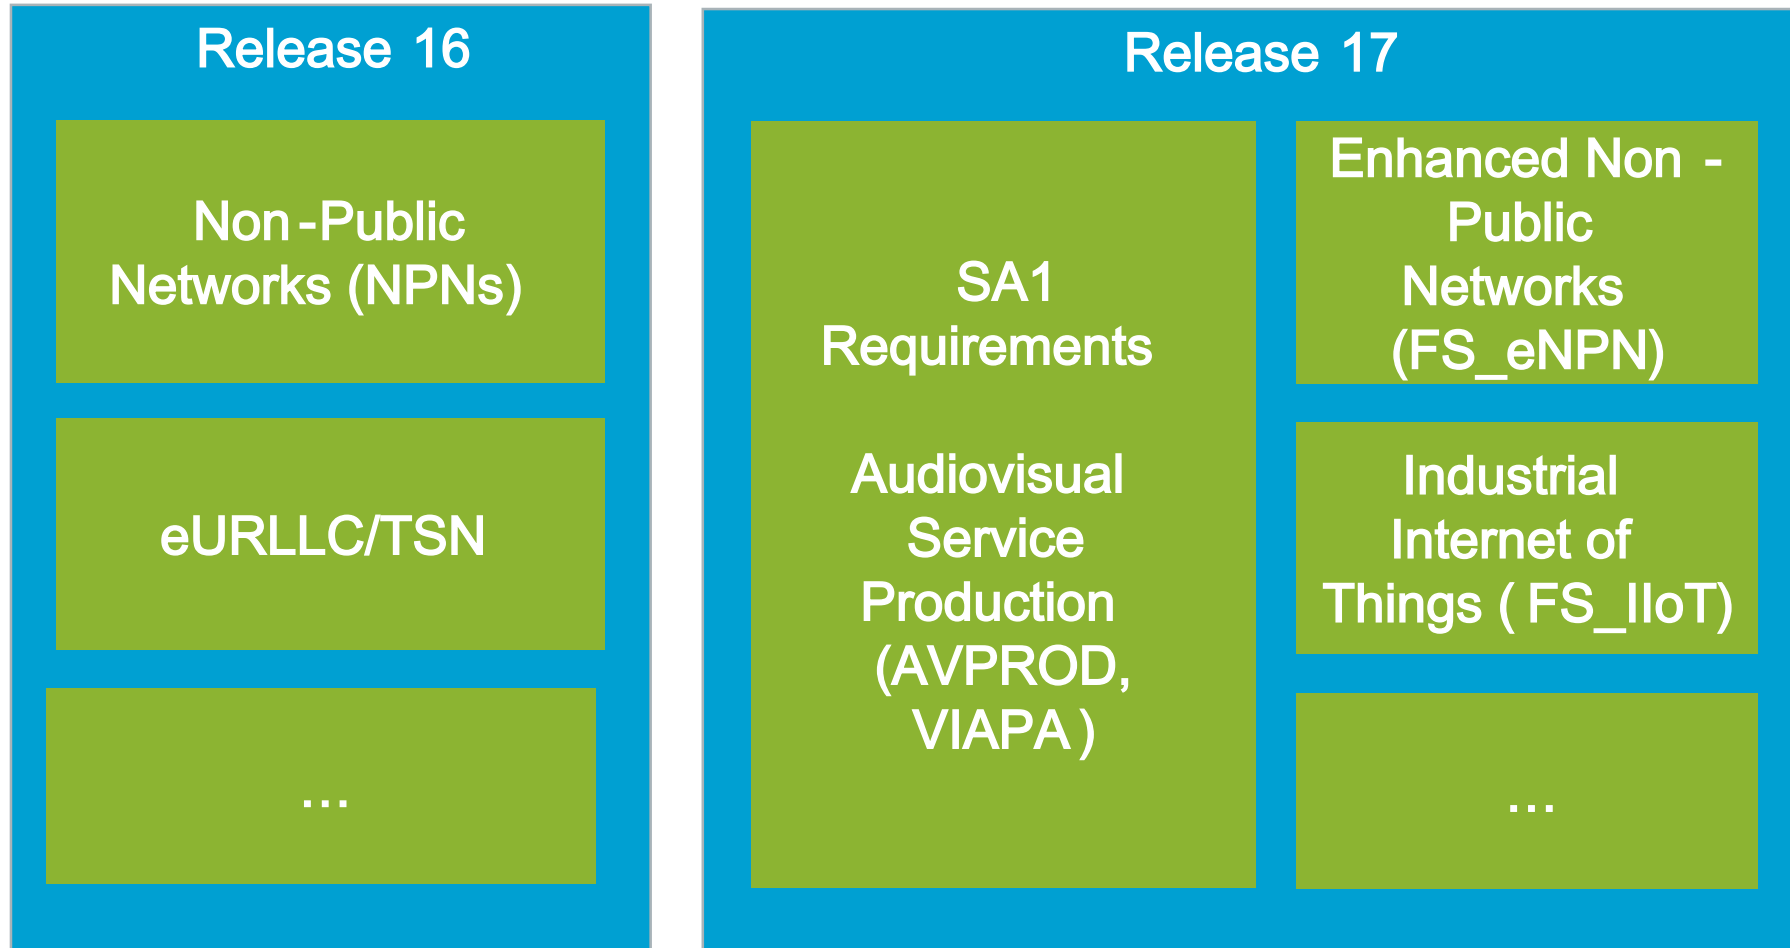 Release 16
Non-Public
Networks (NPNs)
eURLLC/TSN
...
Release 17
SA1
Requirements
Audiovisual
Service
Production
(AVPROD,
VIAPA)
Enhanced Non -
Public
Networks
(FS_eNPN)
Industrial
Internet of
Things ( FS_IIoT)
...